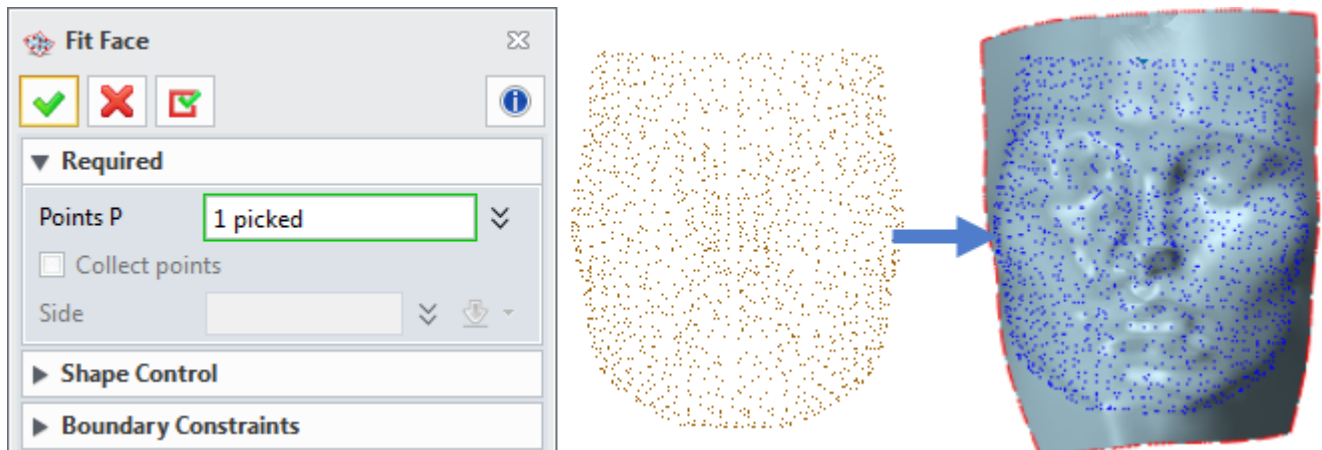 Fit Face
Required
Points P
1 picked
Collect points
Side
Shape Control
Boundary Constraints